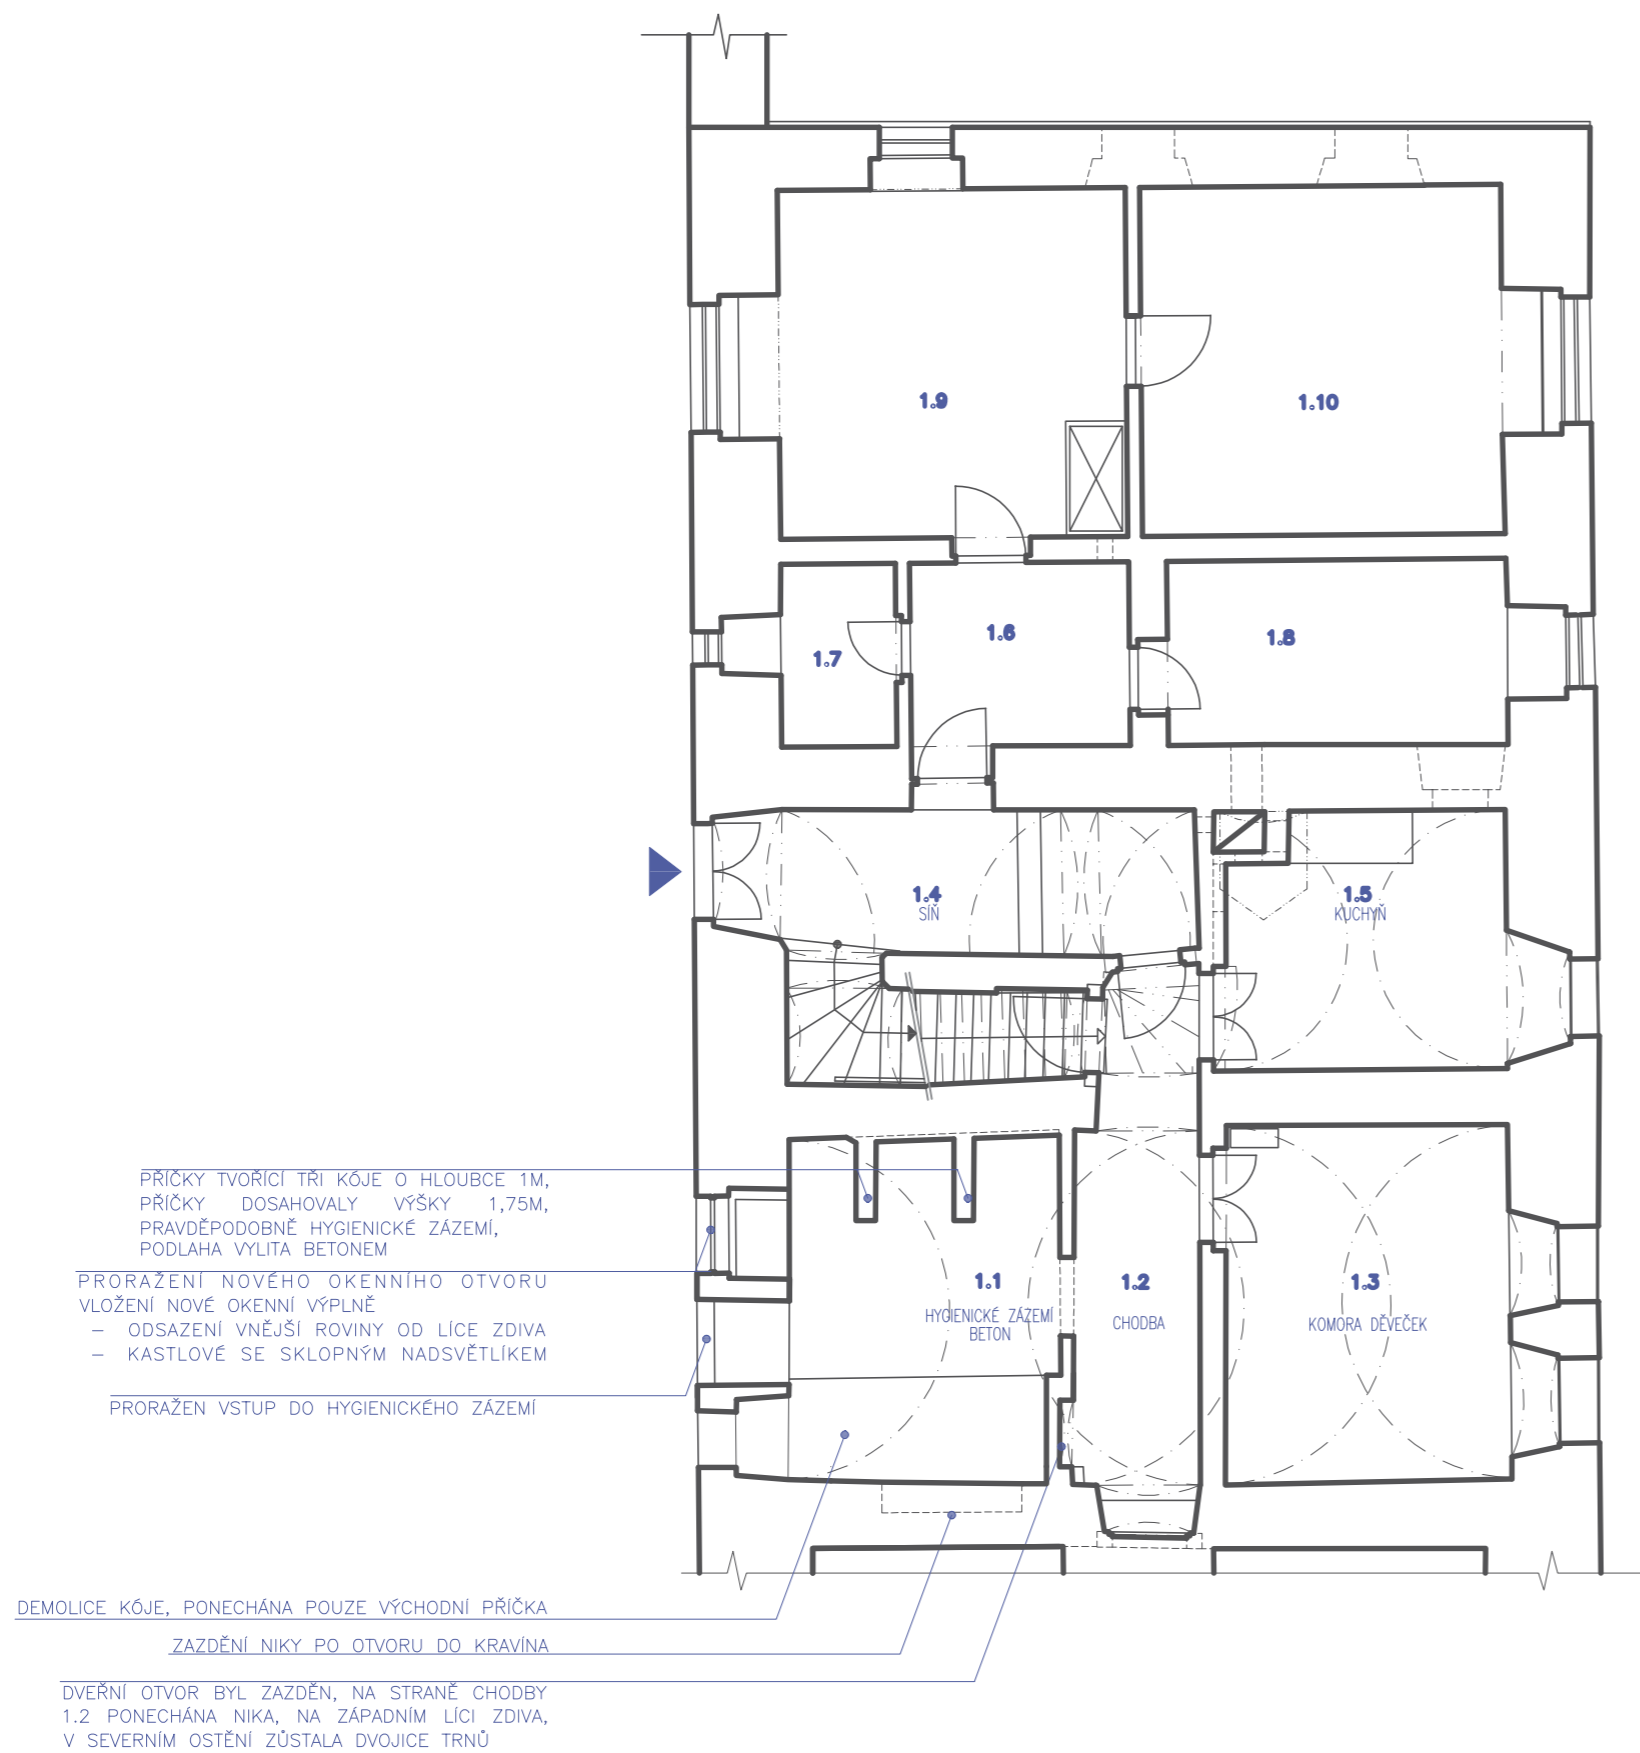 1.9
1.10
1.7
1.6
1.8
1.4
SÍŇ
1.5
KUCHYŇ
PŘÍČKY TVOŘÍCÍ TŘI KÓJE O HLOUBCE 1M,
PŘÍČKY DOSAHOVALY VÝŠKY 1,75M,
PRAVDĚPODOBNĚ HYGIENICKÉ ZÁZEMÍ,
PODLAHA VYLITA BETONEM
PRORAŽENÍ NOVÉHO OKENNÍHO OTVORU
VLOŽENÍ NOVÉ OKENNÍ VÝPLNĚ
– ODSAZENÍ VNĚJŠÍ ROVINY OD LÍCE ZDIVA
– KASTLOVÉ SE SKLOPNÝM NADSVĚTLÍKEM
PRORAŽEN VSTUP DO HYGIENICKÉHO ZÁZEMÍ
1.1
HYGIENICKÉ ZÁZEMÍ
BETON
1.2
CHODBA
1.3
KOMORA DĚVEČEK
DEMOLICE KÓJE, PONECHÁNA POUZE VÝCHODNÍ PŘÍČKA
ZAZDĚNÍ NIKY PO OTVORU DO KRAVÍNA
DVEŘNÍ OTVOR BYL ZAZDĚN, NA STRANĚ CHODBY
1.2 PONECHÁNA NIKA, NA ZÁPADNÍM LÍCI ZDIVA,
V SEVERNÍM OSTĚNÍ ZŮSTALA DVOJICE TRNŮ